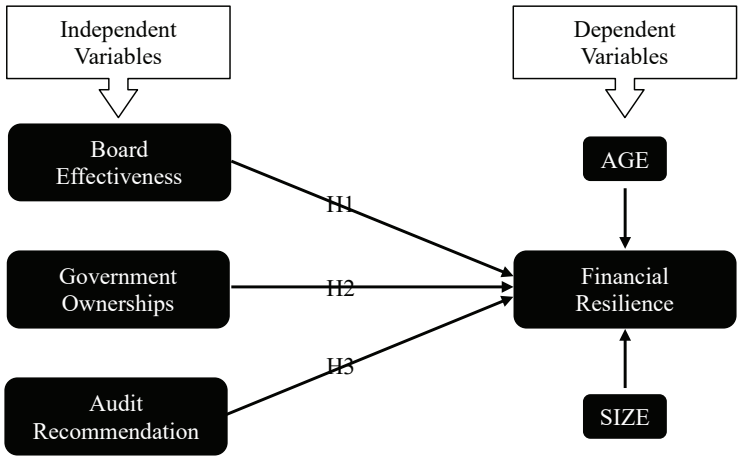 Independent
Variables
Dependent
Variables
Board
Effectiveness
AGE
H1
Government
Ownerships
H2
Financial
Resilience
H3
Audit
Recommendation
SIZE